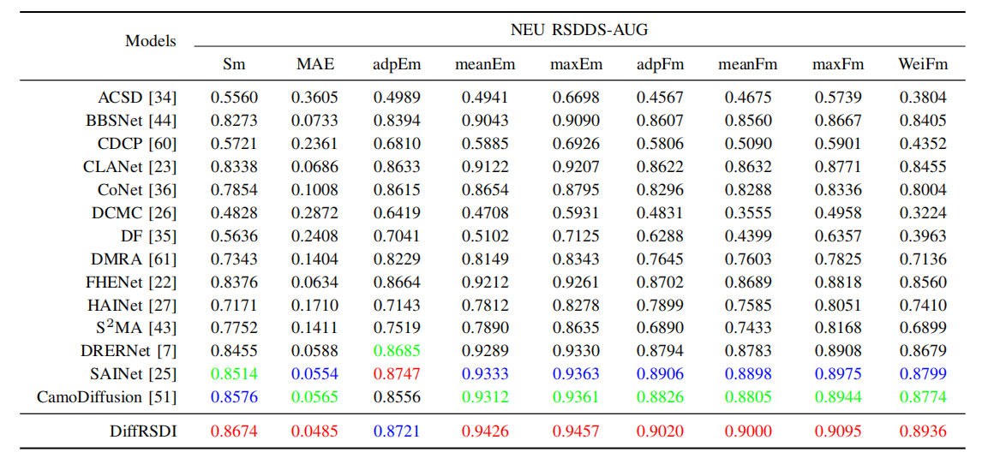 NEU RSDDS-AUG
Models
Sm MAE adpEm meanEm maxEm adpFm meanFm maxFm WeiFm
ACSD [34] 0.5560 0.3605 0.4989 0.4941 0.6698 0.4567 0.4675 0.5739 0.3804
BBSNet [44] 0.8273 0.0733 0.8394 0.9043 0.9090 0.8607 0.8560 0.8667 0.8405
CDCP [60] 0.5721 0.2361 0.6810 0.5885 0.6926 0.5806 0.5090 0.5901 0.4352
CLANet [23] 0.8338 0.0686 0.8633 0.9122 0.9207 0.8622 0.8632 0.8771 0.8455
CoNet [36] 0.7854 0.1008 0.8615 0.8654 0.8795 0.8296 0.8288 0.8336 0.8004
DCMC [26] 0.4828 0.2872 0.6419 0.4708 0.5931 0.4831 0.3555 0.4958 0.3224
DF [35] 0.5636 0.2408 0.7041 0.5102 0.7125 0.6288 0.4399 0.6357 0.3963
DMRA [61] 0.7343 0.1404 0.8229 0.8149 0.8343 0.7645 0.7603 0.7825 0.7136
FHENet [22] 0.8376 0.0634 0.8664 0.9212 0.9261 0.8702 0.8689 0.8818 0.8560
HAINet [27] 0.7171 0.1710 0.7143 0.7812 0.8278 0.7899 0.7585 0.8051 0.7410
S²MA [43] 0.7752 0.1411 0.7519 0.7890 0.8635 0.6890 0.7433 0.8168 0.6899
DRERNet [7] 0.8455 0.0588 0.8685 0.9289 0.9330 0.8794 0.8783 0.8908 0.8679
SAINet [25] 0.8514 0.0554 0.8747 0.9333 0.9363 0.8906 0.8898 0.8975 0.8799
CamoDiffusion [51] 0.8576 0.0565 0.8556 0.9312 0.9361 0.8826 0.8805 0.8944 0.8774
DiffRSDI 0.8674 0.0485 0.8721 0.9426 0.9457 0.9020 0.9000 0.9095 0.8936